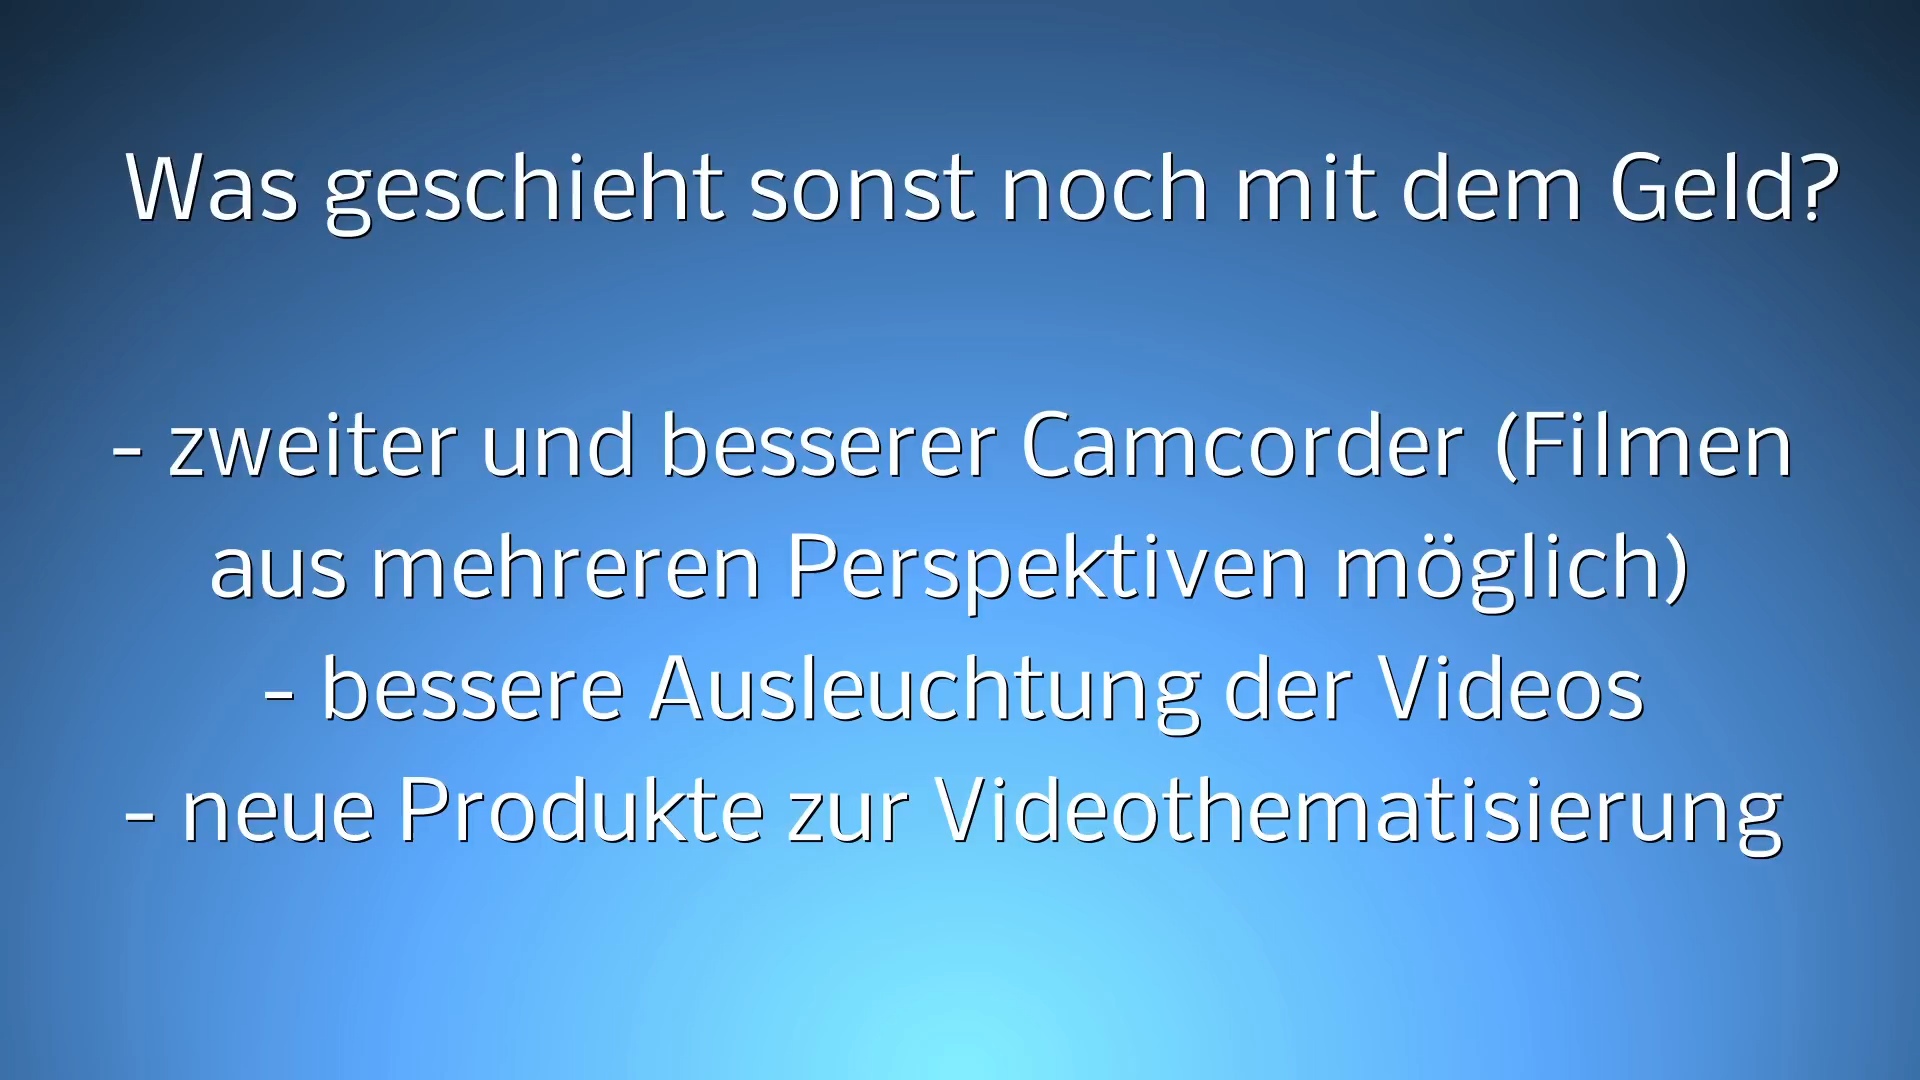 Was geschieht sonst noch mit dem Geld?
- zweiter und besserer Camcorder (Filmen
aus mehreren Perspektiven möglich)
- bessere Ausleuchtung der Videos
- neue Produkte zur Videothematisierung